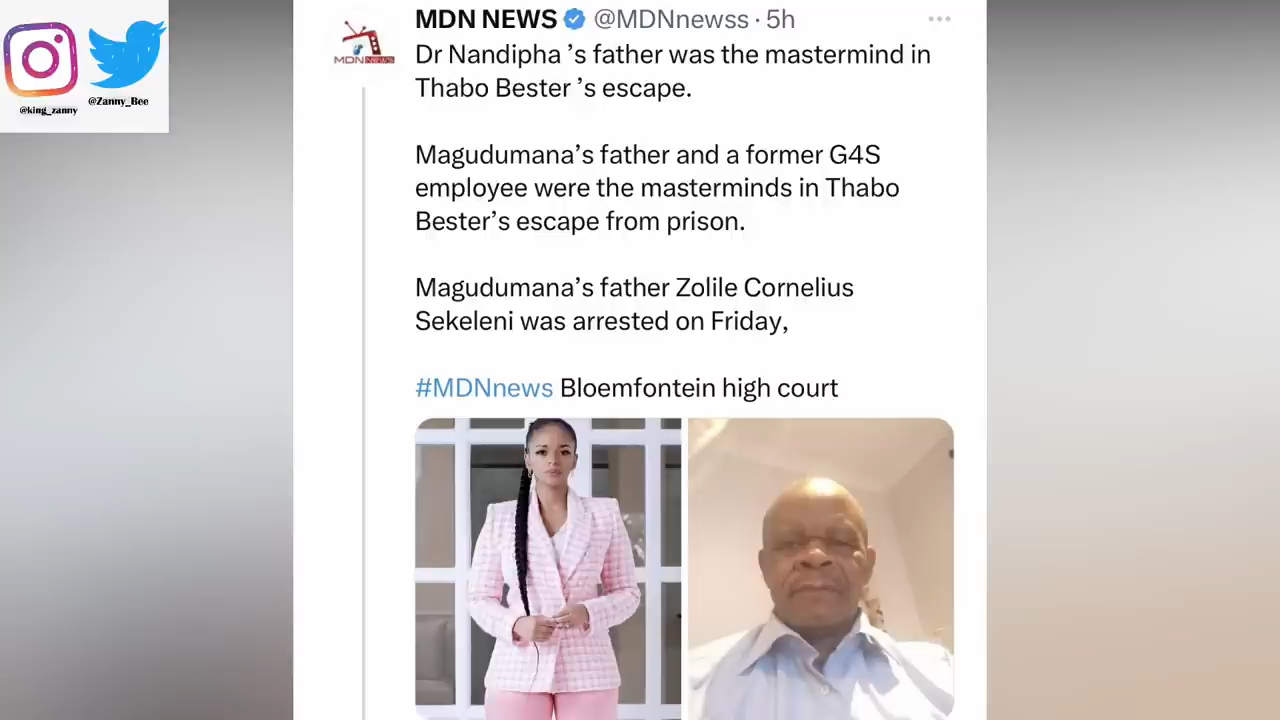 MDN NEWS @MDNnewss · 5h
Dr Nandipha ’s father was the mastermind in
Thabo Bester ’s escape.
Magudumana’s father and a former G4S
employee were the masterminds in Thabo
Bester’s escape from prison.
Magudumana’s father Zolile Cornelius
Sekeleni was arrested on Friday,
#MDNnews Bloemfontein high court
MDN NEWS
@king_zanny
@Zanny_Bee